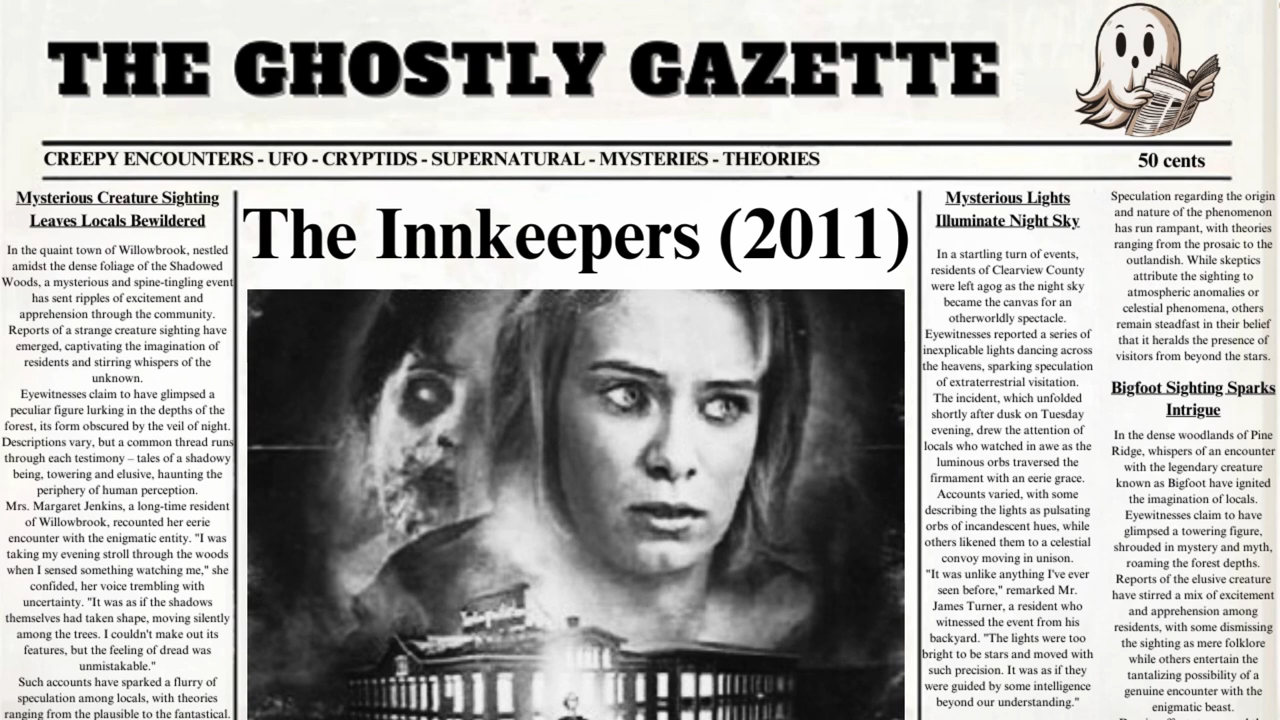 THE GHOSTLY GAZETTE
CREEPY ENCOUNTERS - UFO - CRYPTIDS - SUPERNATURAL - MYSTERIES - THEORIES
50 cents
Mysterious Creature Sighting
Leaves Locals Bewildered
In the quaint town of Willowbrook, nestled
amidst the dense foliage of the Shadowed
Woods, a mysterious and spine-tingling event
has sent ripples of excitement and
apprehension through the community.
Reports of a strange creature sighting have
emerged, captivating the imagination of
residents and stirring whispers of the
unknown.
Eyewitnesses claim to have glimpsed a
peculiar figure lurking in the depths of the
forest, its form obscured by the veil of night.
Descriptions vary, but a common thread runs
through each testimony – tales of a shadowy
being, towering and elusive, haunting the
periphery of human perception.
Mrs. Margaret Jenkins, a long-time resident
of Willowbrook, recounted her eerie
encounter with the enigmatic entity. "I was
taking my evening stroll through the woods
when I sensed something watching me," she
confided, her voice trembling with
uncertainty. "It was as if the shadows
themselves had taken shape, moving silently
among the trees. I couldn't make out its
features, but the feeling of dread was
unmistakable."
Such accounts have sparked a flurry of
speculation among locals, with theories
ranging from the plausible to the fantastical.
The Innkeepers (2011)
Mysterious Lights
Illuminate Night Sky
In a startling turn of events,
residents of Clearview County
were left agog as the night sky
became the canvas for an
otherworldly spectacle.
Eyewitnesses reported a series of
inexplicable lights dancing across
the heavens, sparking speculation
of extraterrestrial visitation.
The incident, which unfolded
shortly after dusk on Tuesday
evening, drew the attention of
locals who watched in awe as the
luminous orbs traversed the
firmament with an eerie grace.
Accounts varied, with some
describing the lights as pulsating
orbs of incandescent hues, while
others likened them to a celestial
convoy moving in unison.
"It was unlike anything I've ever
seen before," remarked Mr.
James Turner, a resident who
witnessed the event from his
backyard. "The lights were too
bright to be stars and moved with
such precision. It was as if they
were guided by some intelligence
beyond our understanding."
Speculation regarding the origin
and nature of the phenomenon
has run rampant, with theories
ranging from the prosaic to the
outlandish. While skeptics
attribute the sighting to
atmospheric anomalies or
celestial phenomena, others
remain steadfast in their belief
that it heralds the presence of
visitors from beyond the stars.
Bigfoot Sighting Sparks
Intrigue
In the dense woodlands of Pine
Ridge, whispers of an encounter
with the legendary creature
known as Bigfoot have ignited
the imagination of locals.
Eyewitnesses claim to have
glimpsed a towering figure,
shrouded in mystery and myth,
roaming the forest depths.
Reports of the elusive creature
have stirred a mix of excitement
and apprehension among
residents, with some dismissing
the sighting as mere folklore
while others entertain the
tantalizing possibility of a
genuine encounter with the
enigmatic beast.